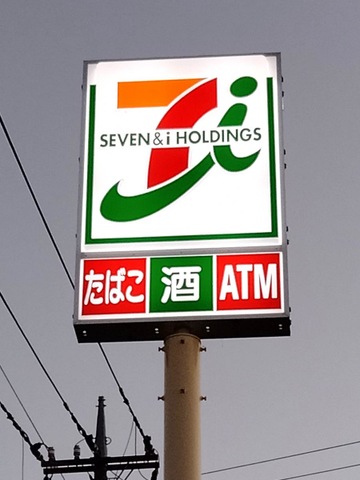 7i
SEVEN & i HOLDINGS
たばこ 酒 ATM